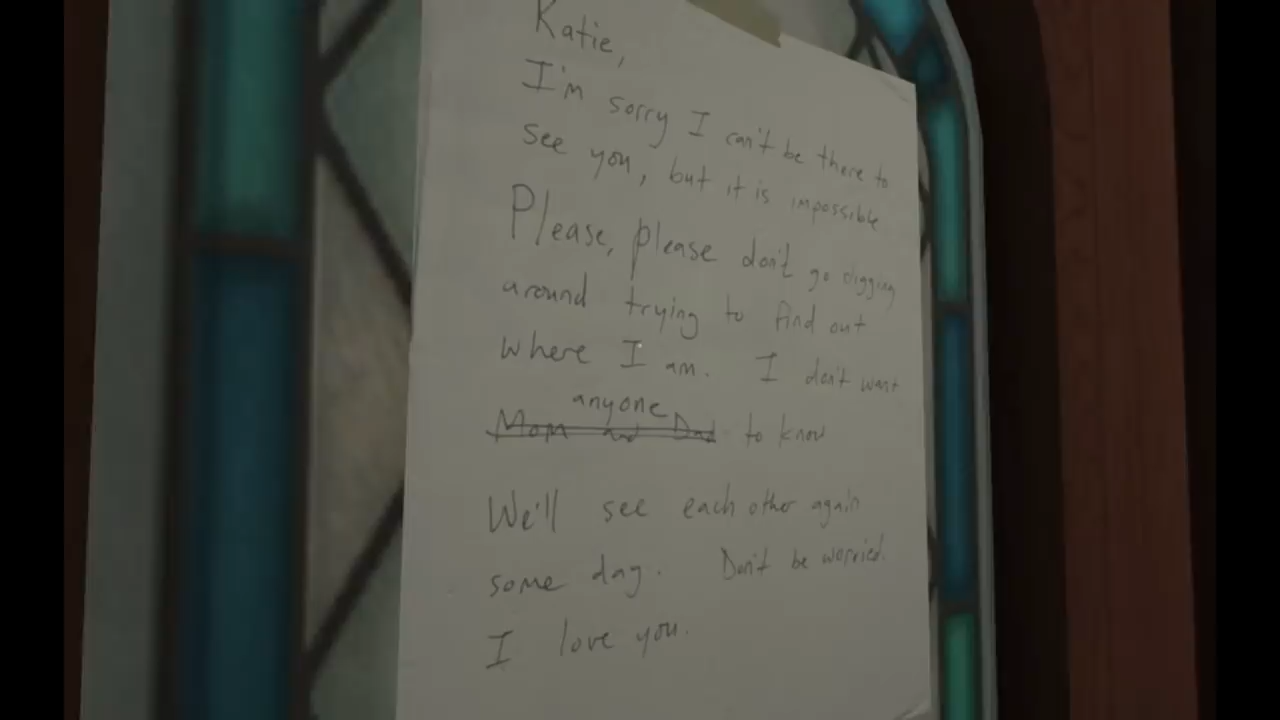 Katie,
I'm sorry I can't be there to
see you, but it is impossible
Please, please don't go digging
around trying to find out
where I am. I don't want
anyone
Mom and Dad to know
We'll see each other again
some day. Don't be worried.
I love you.